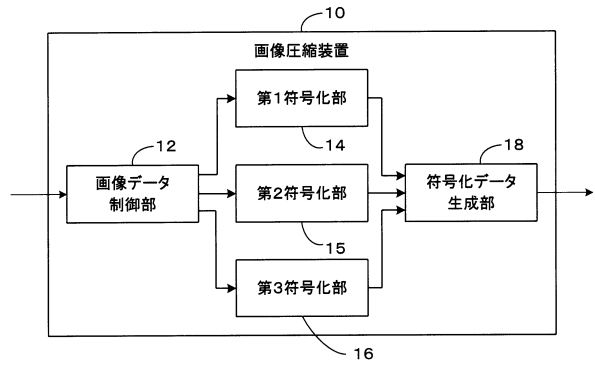 10
画像圧縮装置
第1符号化部
14
12
画像データ
制御部
第2符号化部
15
18
符号化データ
生成部
第3符号化部
16